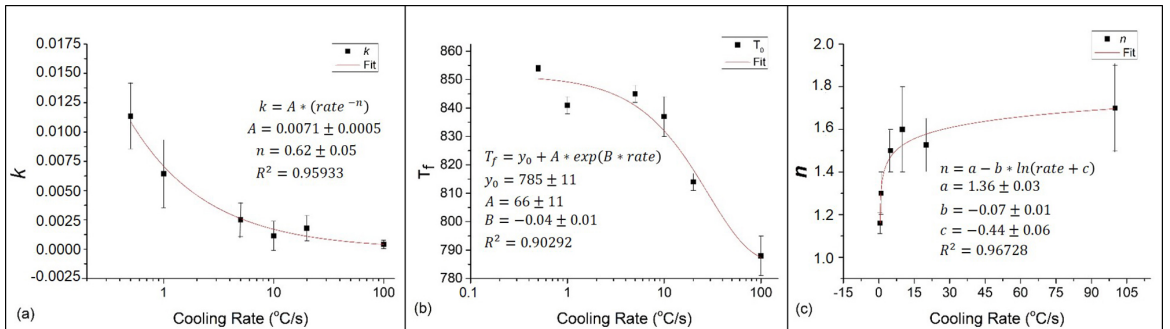 0.0175
0.0150
0.0125
0.0100
0.0075
0.0050
0.0025
0.0000
-0.0025
k
k
Fit
k = A ∗ (rate ⁻ⁿ)
A = 0.0071 ± 0.0005
n = 0.62 ± 0.05
R² = 0.95933
1 10 100
(a)
Cooling Rate (°C/s)
860
850
840
830
820
810
800
790
780
T_f
T₀
Fit
T_f = y₀ + A ∗ exp(B ∗ rate)
y₀ = 785 ± 11
A = 66 ± 11
B = −0.04 ± 0.01
R² = 0.90292
0.1 1 10 100
(b)
Cooling Rate (°C/s)
2.0
1.8
1.6
1.4
1.2
1.0
n
n
Fit
n = a − b ∗ ln(rate + c)
a = 1.36 ± 0.03
b = −0.07 ± 0.01
c = −0.44 ± 0.06
R² = 0.96728
-15 0 15 30 45 60 75 90 105
(c)
Cooling Rate (°C/s)